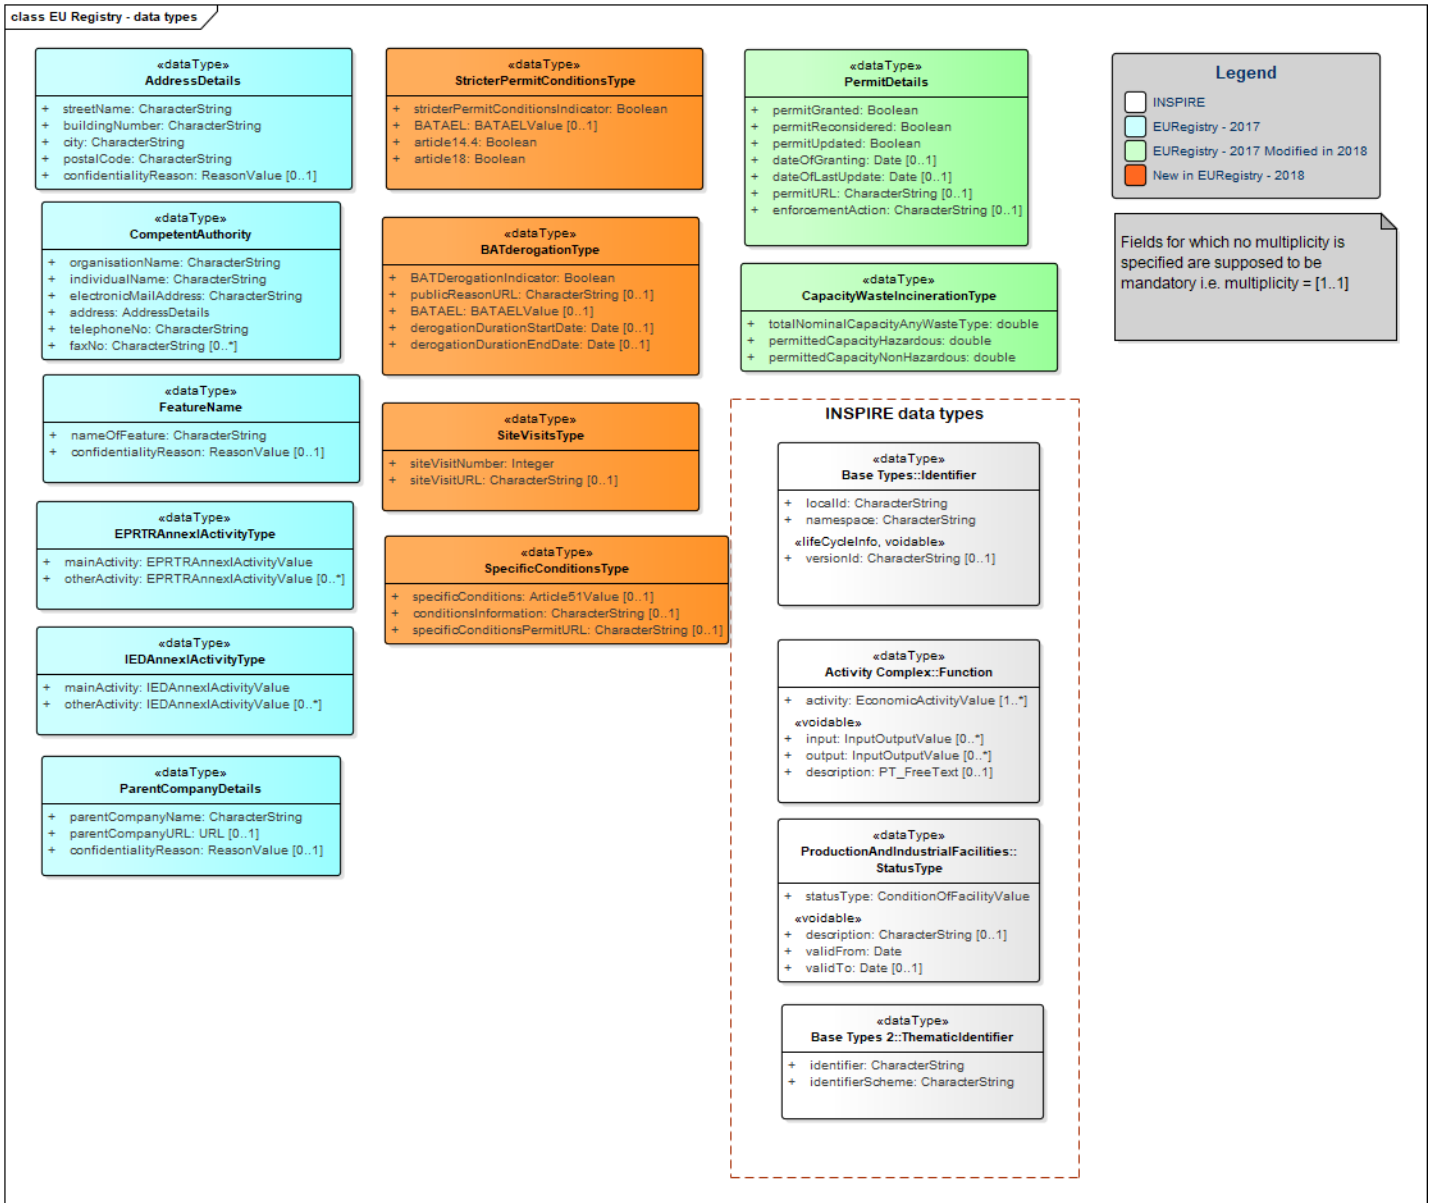 class EU Registry - data types
«dataType»
AddressDetails
+ streetName: CharacterString
+ buildingNumber: CharacterString
+ city: CharacterString
+ postalCode: CharacterString
+ confidentialityReason: ReasonValue [0..1]
«dataType»
CompetentAuthority
+ organisationName: CharacterString
+ individualName: CharacterString
+ electronicMailAddress: CharacterString
+ address: AddressDetails
+ telephoneNo: CharacterString
+ faxNo: CharacterString [0..*]
«dataType»
FeatureName
+ nameOfFeature: CharacterString
+ confidentialityReason: ReasonValue [0..1]
«dataType»
EPRTRAnnexIActivityType
+ mainActivity: EPRTRAnnexIActivityValue
+ otherActivity: EPRTRAnnexIActivityValue [0..*]
«dataType»
IEDAnnexIActivityType
+ mainActivity: IEDAnnexIActivityValue
+ otherActivity: IEDAnnexIActivityValue [0..*]
«dataType»
ParentCompanyDetails
+ parentCompanyName: CharacterString
+ parentCompanyURL: URL [0..1]
+ confidentialityReason: ReasonValue [0..1]
«dataType»
StricterPermitConditionsType
+ stricterPermitConditionsIndicator: Boolean
+ BATAEL: BATAELValue [0..1]
+ article14.4: Boolean
+ article18: Boolean
«dataType»
BATderogationType
+ BATDerogationIndicator: Boolean
+ publicReasonURL: CharacterString [0..1]
+ BATAEL: BATAELValue [0..1]
+ derogationDurationStartDate: Date [0..1]
+ derogationDurationEndDate: Date [0..1]
«dataType»
SiteVisitsType
+ siteVisitNumber: Integer
+ siteVisitURL: CharacterString [0..1]
«dataType»
SpecificConditionsType
+ specificConditions: Article51Value [0..1]
+ conditionsInformation: CharacterString [0..1]
+ specificConditionsPermitURL: CharacterString [0..1]
«dataType»
PermitDetails
+ permitGranted: Boolean
+ permitReconsidered: Boolean
+ permitUpdated: Boolean
+ dateOfGranting: Date [0..1]
+ dateOfLastUpdate: Date [0..1]
+ permitURL: CharacterString [0..1]
+ enforcementAction: CharacterString [0..1]
«dataType»
CapacityWasteIncinerationType
+ totalNominalCapacityAnyWasteType: double
+ permittedCapacityHazardous: double
+ permittedCapacityNonHazardous: double
INSPIRE data types
«dataType»
Base Types::Identifier
+ localId: CharacterString
+ namespace: CharacterString
«lifeCycleInfo, voidable»
+ versionId: CharacterString [0..1]
«dataType»
Activity Complex::Function
+ activity: EconomicActivityValue [1..*]
«voidable»
+ input: InputOutputValue [0..*]
+ output: InputOutputValue [0..*]
+ description: PT_FreeText [0..1]
«dataType»
ProductionAndIndustrialFacilities::
StatusType
+ statusType: ConditionOfFacilityValue
«voidable»
+ description: CharacterString [0..1]
+ validFrom: Date
+ validTo: Date [0..1]
«dataType»
Base Types 2::ThematicIdentifier
+ identifier: CharacterString
+ identifierScheme: CharacterString
Legend
INSPIRE
EURegistry - 2017
EURegistry - 2017 Modified in 2018
New in EURegistry - 2018
Fields for which no multiplicity is
specified are supposed to be
mandatory i.e. multiplicity = [1..1]